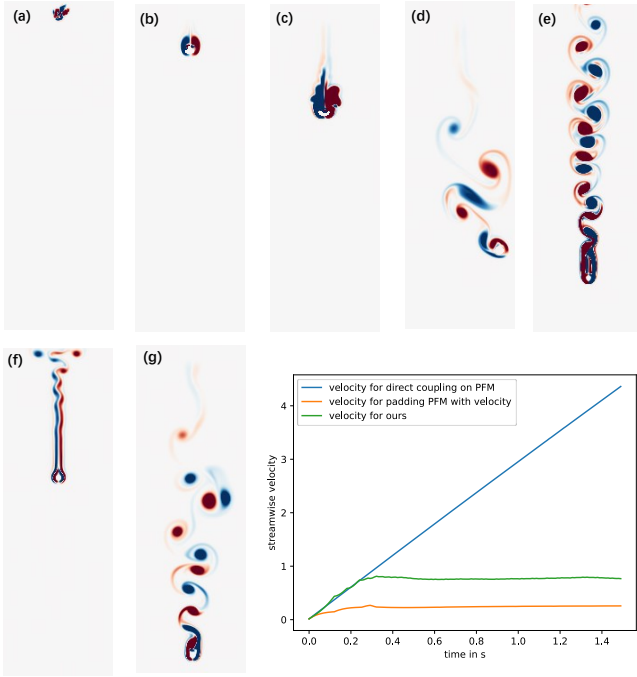 (a)
(b)
(c)
(d)
(e)
(f)
(g)
velocity for direct coupling on PFM
velocity for padding PFM with velocity
velocity for ours
streamwise velocity
4
3
2
1
0
0.0 0.2 0.4 0.6 0.8 1.0 1.2 1.4
time in s